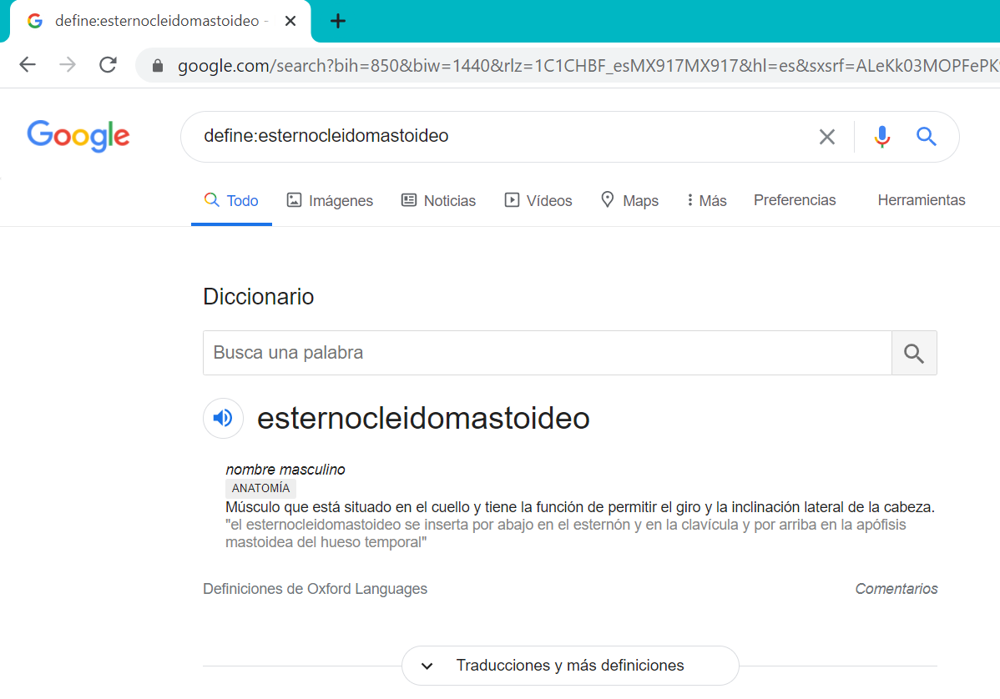 define:esternocleidomastoideo -
google.com/search?bih=850&biw=1440&rlz=1C1CHBF_esMX917MX917&hl=es&sxsrf=ALeKk03MOPFePK
Google
define:esternocleidomastoideo
Todo Imágenes Noticias Vídeos Maps Más Preferencias Herramientas
Diccionario
Busca una palabra
esternocleidomastoideo
nombre masculino
ANATOMÍA
Músculo que está situado en el cuello y tiene la función de permitir el giro y la inclinación lateral de la cabeza.
"el esternocleidomastoideo se inserta por abajo en el esternón y en la clavícula y por arriba en la apófisis
mastoidea del hueso temporal"
Definiciones de Oxford Languages Comentarios
Traducciones y más definiciones